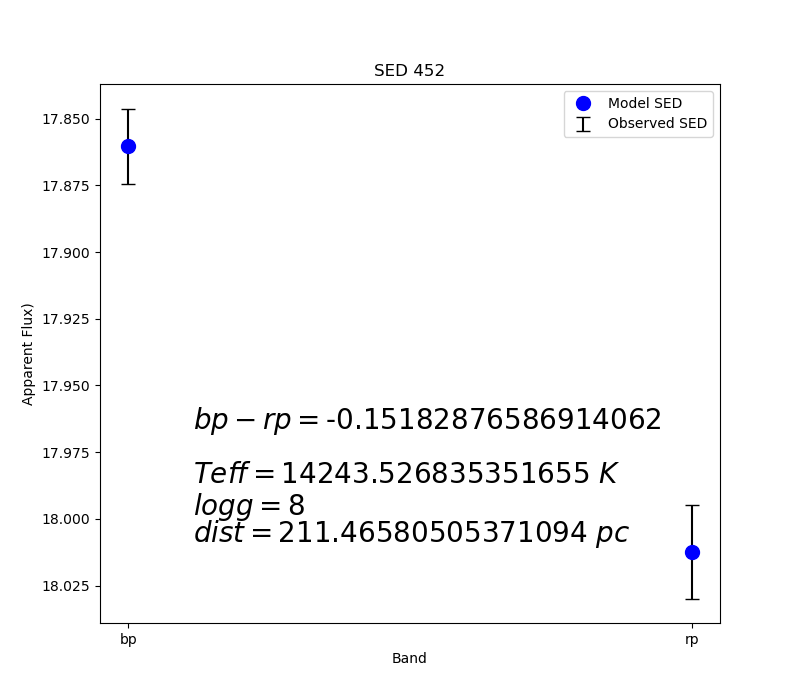 SED 452
Model SED
Observed SED
17.850
17.875
17.900
17.925
17.950
17.975
18.000
18.025
Apparent Flux)
bp − rp = -0.15182876586914062
Teff = 14243.526835351655 K
logg = 8
dist = 211.46580505371094 pc
bp
rp
Band